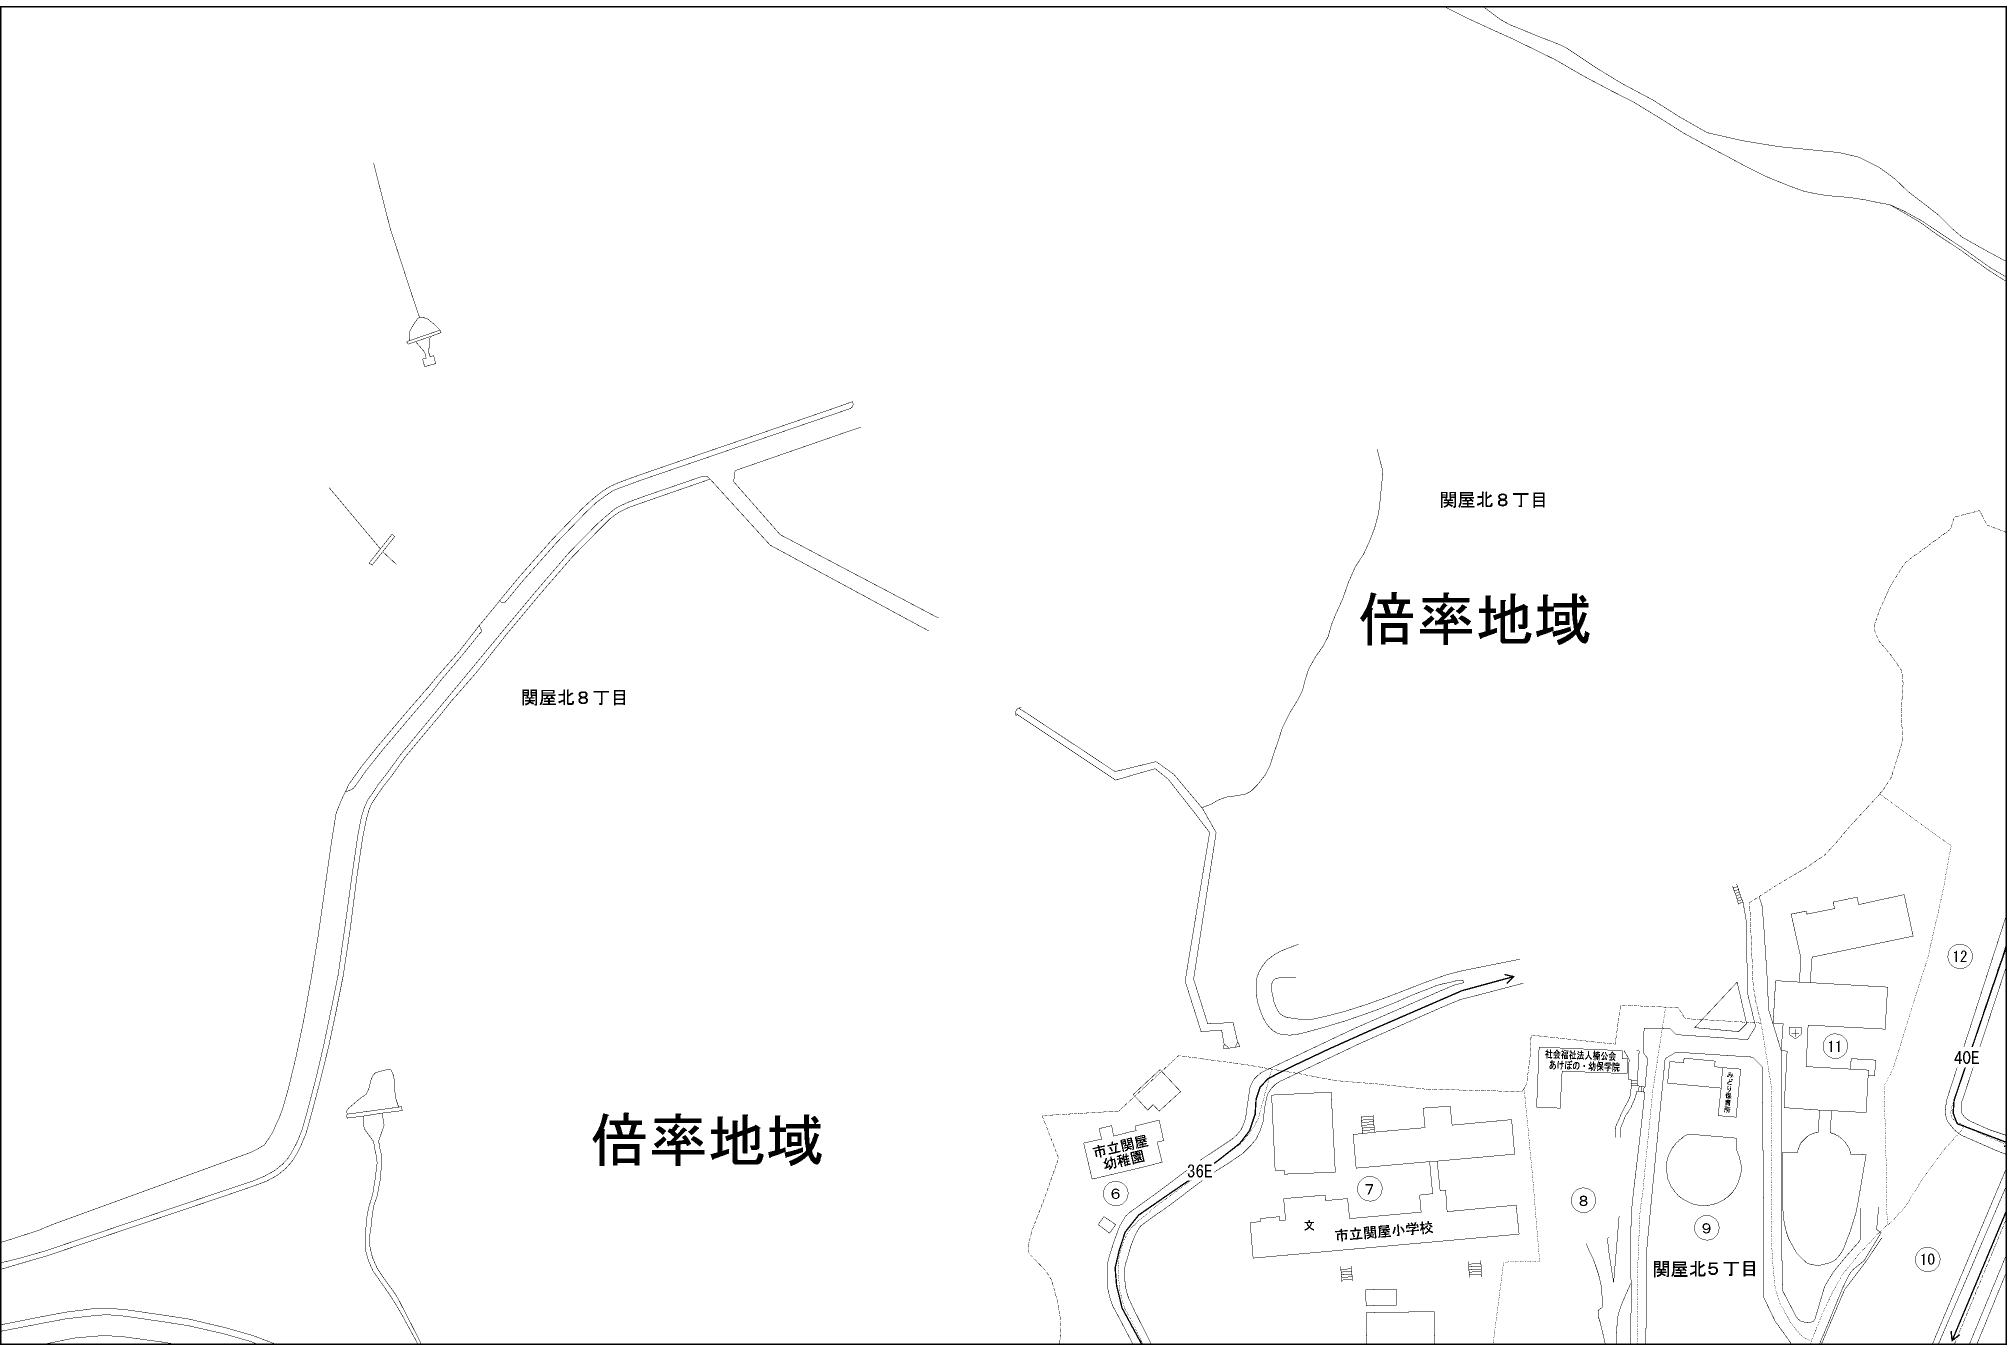 関屋北８丁目
倍率地域
関屋北８丁目
12
社会福祉法人楠公会
あけぼの・幼保学院
11
40E
みどり保育所
倍率地域
市立関屋
幼稚園
36E
6
7
8
9
文
市立関屋小学校
関屋北５丁目
10